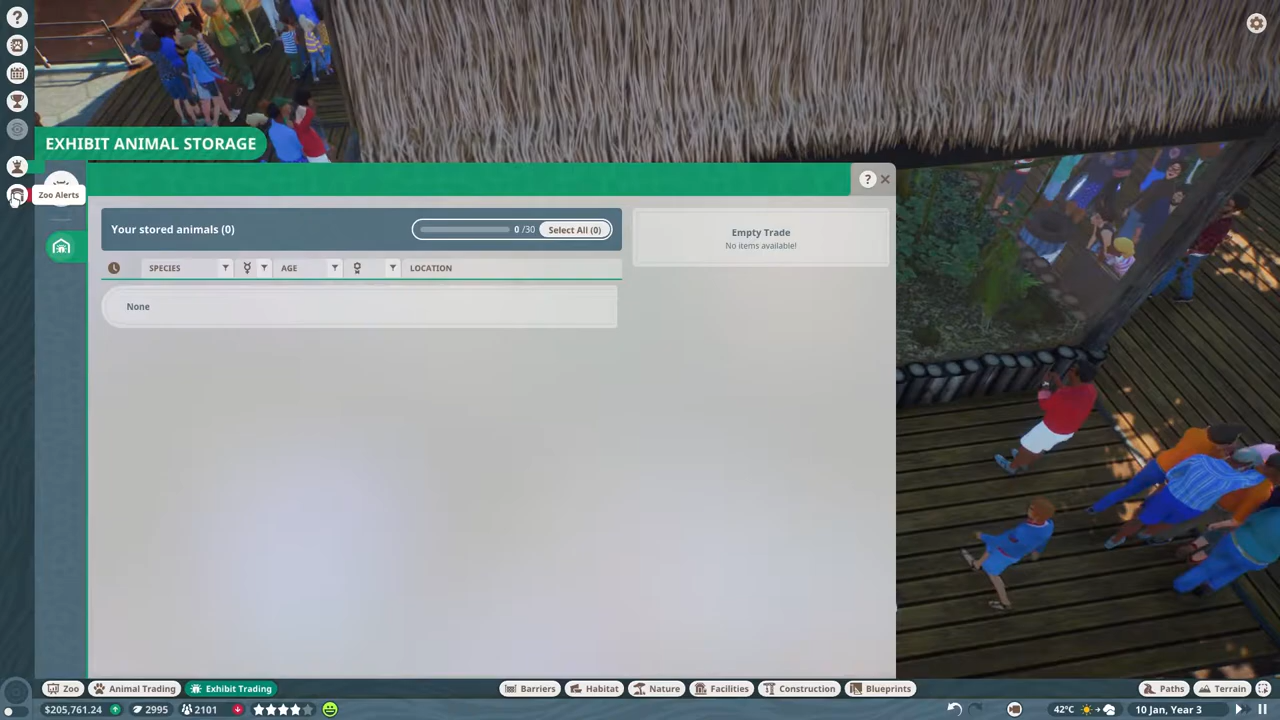 EXHIBIT ANIMAL STORAGE
?
Zoo Alerts
?
Your stored animals (0)
0 /30
Select All (0)
Empty Trade
No items available!
SPECIES
AGE
LOCATION
None
Zoo
Animal Trading
Exhibit Trading
Barriers
Habitat
Nature
Facilities
Construction
Blueprints
Paths
Terrain
$205,761.24
2995
2101
42°C
10 Jan, Year 3